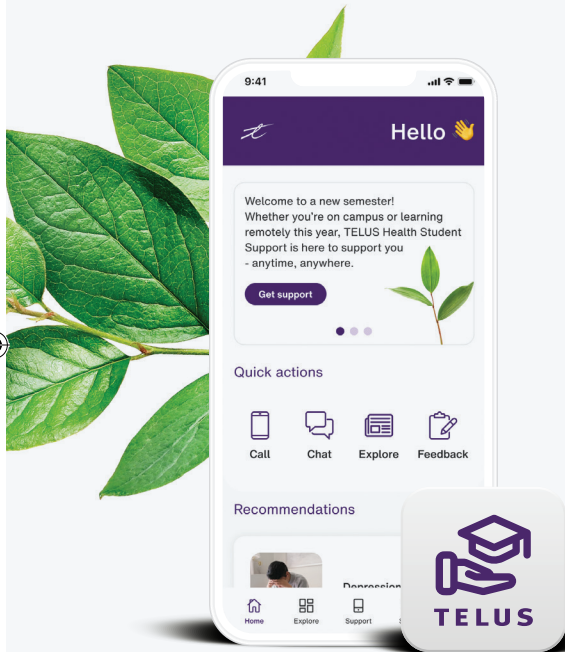 9:41
Hello 👋
Welcome to a new semester!
Whether you're on campus or learning
remotely this year, TELUS Health Student
Support is here to support you
- anytime, anywhere.
Get support
Quick actions
Call Chat Explore Feedback
Recommendations
Depression
Home Explore Support
TELUS